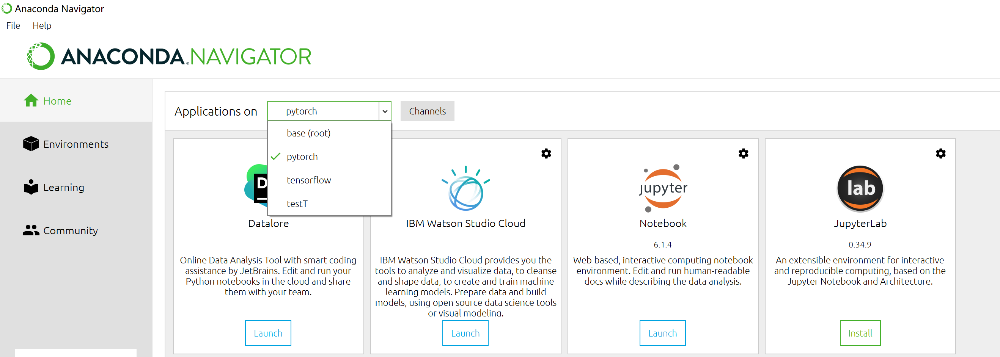 Anaconda Navigator
File Help
ANACONDA.NAVIGATOR
Home
Environments
Learning
Community
Applications on pytorch Channels
base (root)
pytorch
tensorflow
testT
Datalore
Online Data Analysis Tool with smart coding
assistance by JetBrains. Edit and run your
Python notebooks in the cloud and share
them with your team.
Launch
IBM Watson Studio Cloud
IBM Watson Studio Cloud provides you the
tools to analyze and visualize data, to cleanse
and shape data, to create and train machine
learning models. Prepare data and build
models, using open source data science tools
or visual modeling.
Launch
jupyter
Notebook
6.1.4
Web-based, interactive computing notebook
environment. Edit and run human-readable
docs while describing the data analysis.
Launch
lab
JupyterLab
0.34.9
An extensible environment for interactive
and reproducible computing, based on the
Jupyter Notebook and Architecture.
Install